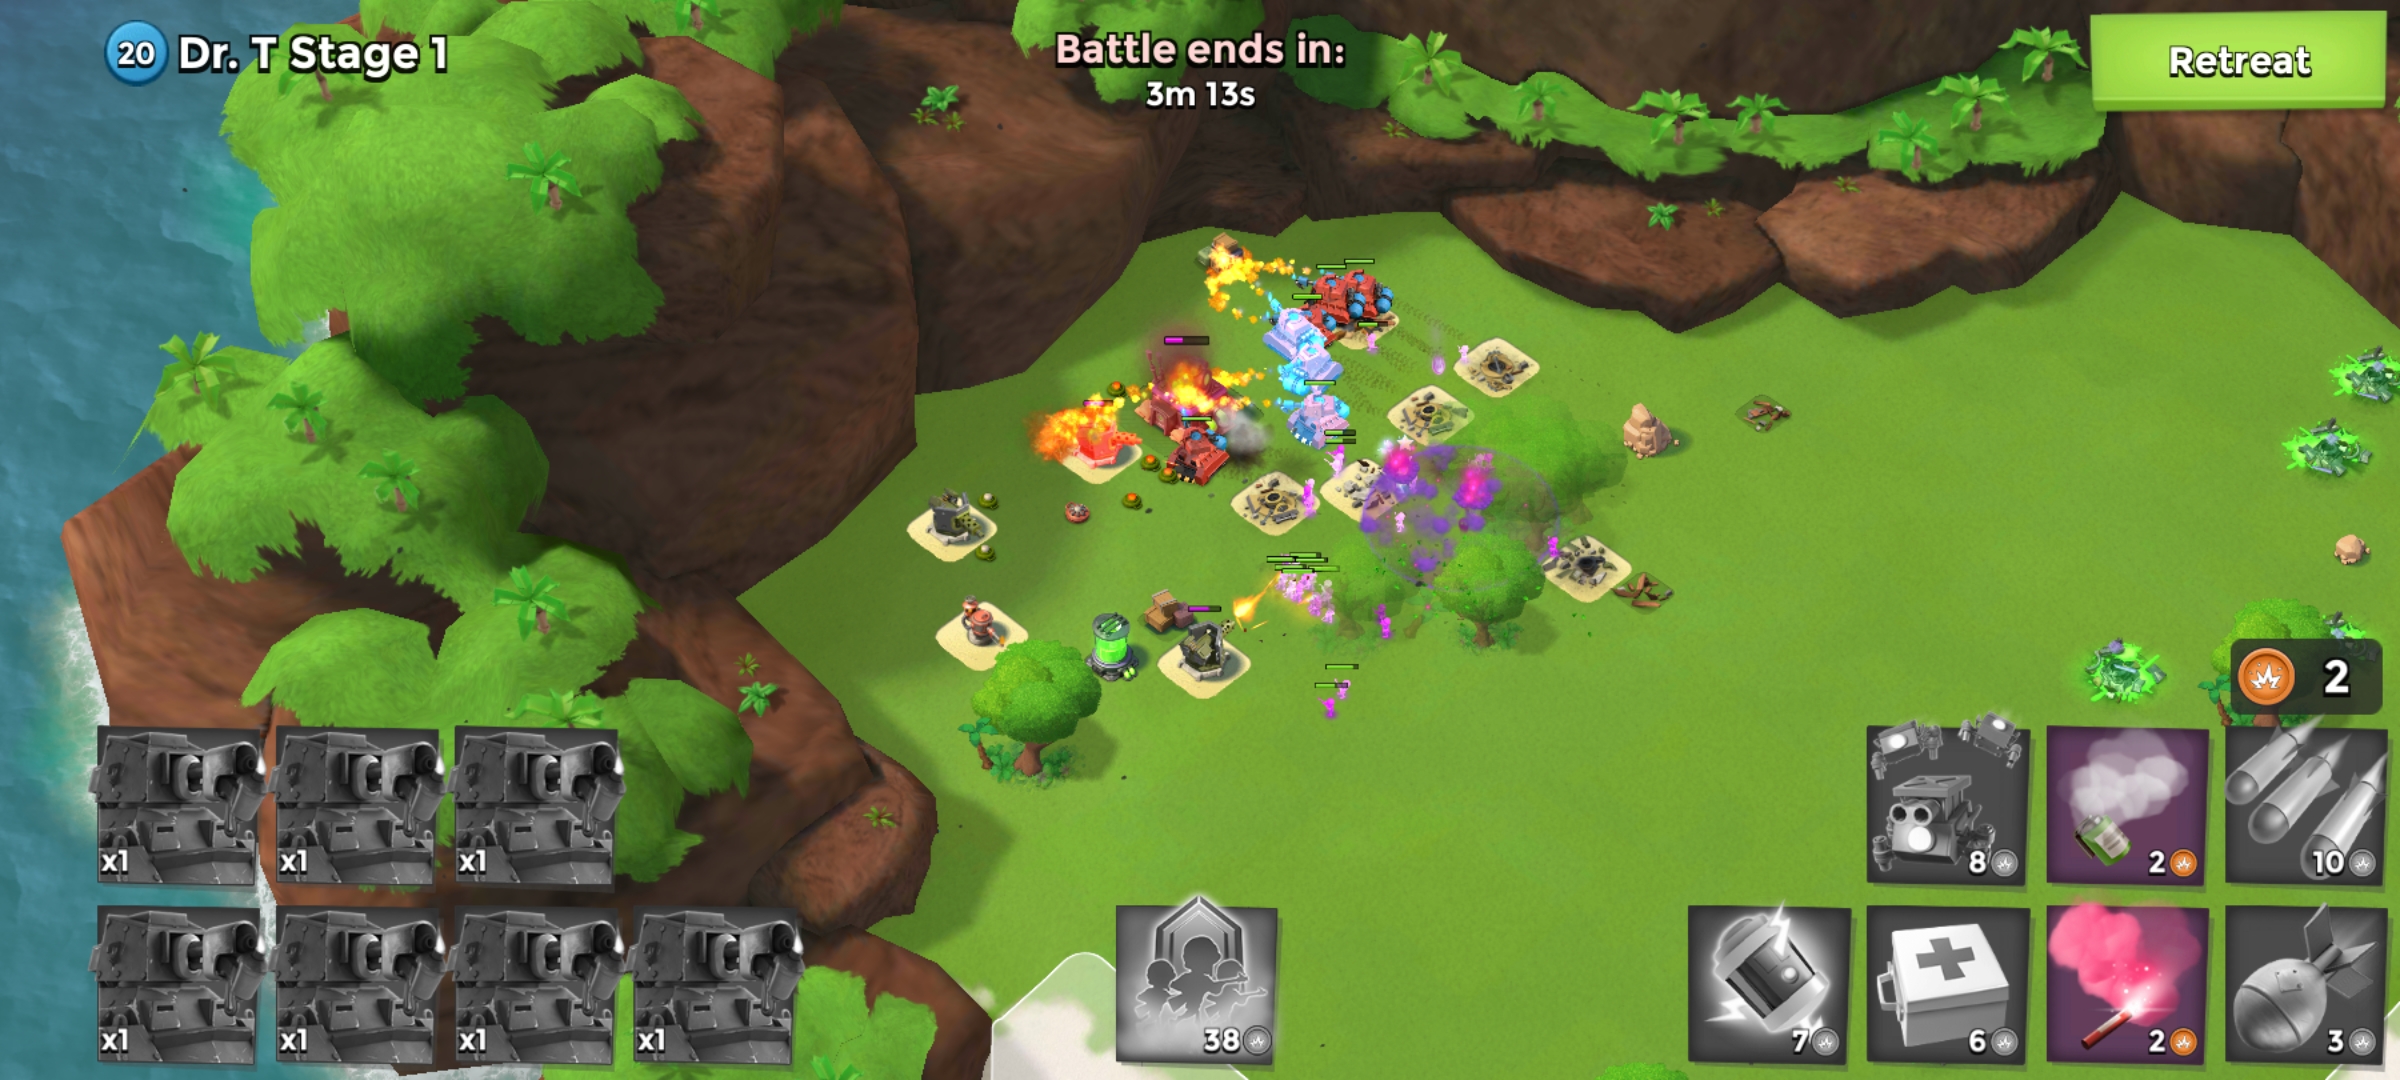 20 Dr. T Stage 1
Battle ends in:
3m 13s
Retreat
2
x1 x1 x1
8 2 10
x1 x1 x1 x1
38
7 6 2 3